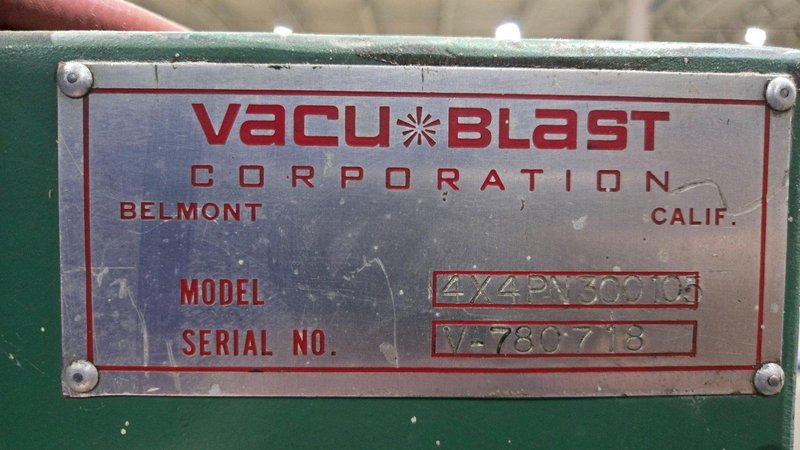 VacU*BLaST
CORPORATION
BELMONT CALIF.
MODEL 4X4PN300105
SERIAL NO. V-780718